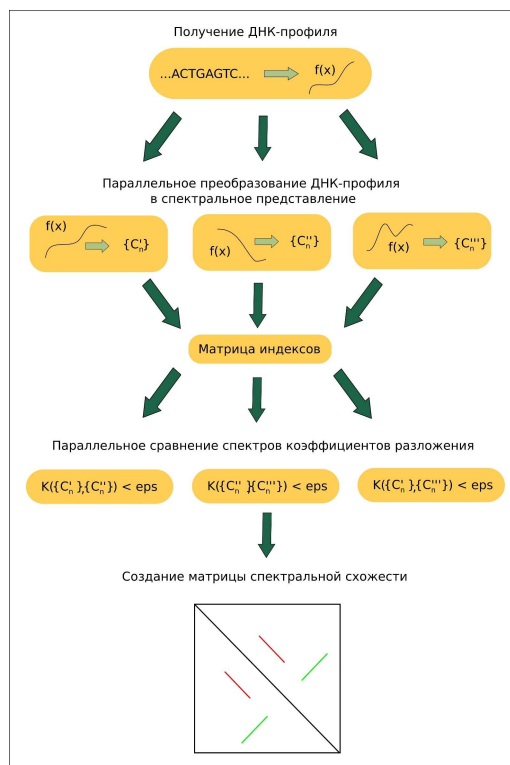 Получение ДНК-профиля
...ACTGAGTC... f(x)
Параллельное преобразование ДНК-профиля
в спектральное представление
f(x) {C'n} f(x) {C''n} f(x) {C'''n}
Матрица индексов
Параллельное сравнение спектров коэффициентов разложения
K({C'n},{C''n}) < eps K({C''n}{C'''n}) < eps K({C'n},{C'''n}) < eps
Создание матрицы спектральной схожести